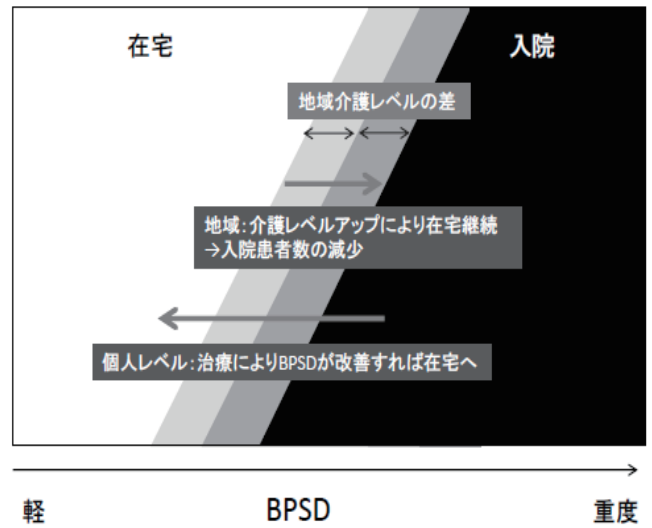 在宅
入院
地域介護レベルの差
地域：介護レベルアップにより在宅継続
→入院患者数の減少
個人レベル：治療によりBPSDが改善すれば在宅へ
軽
BPSD
重度